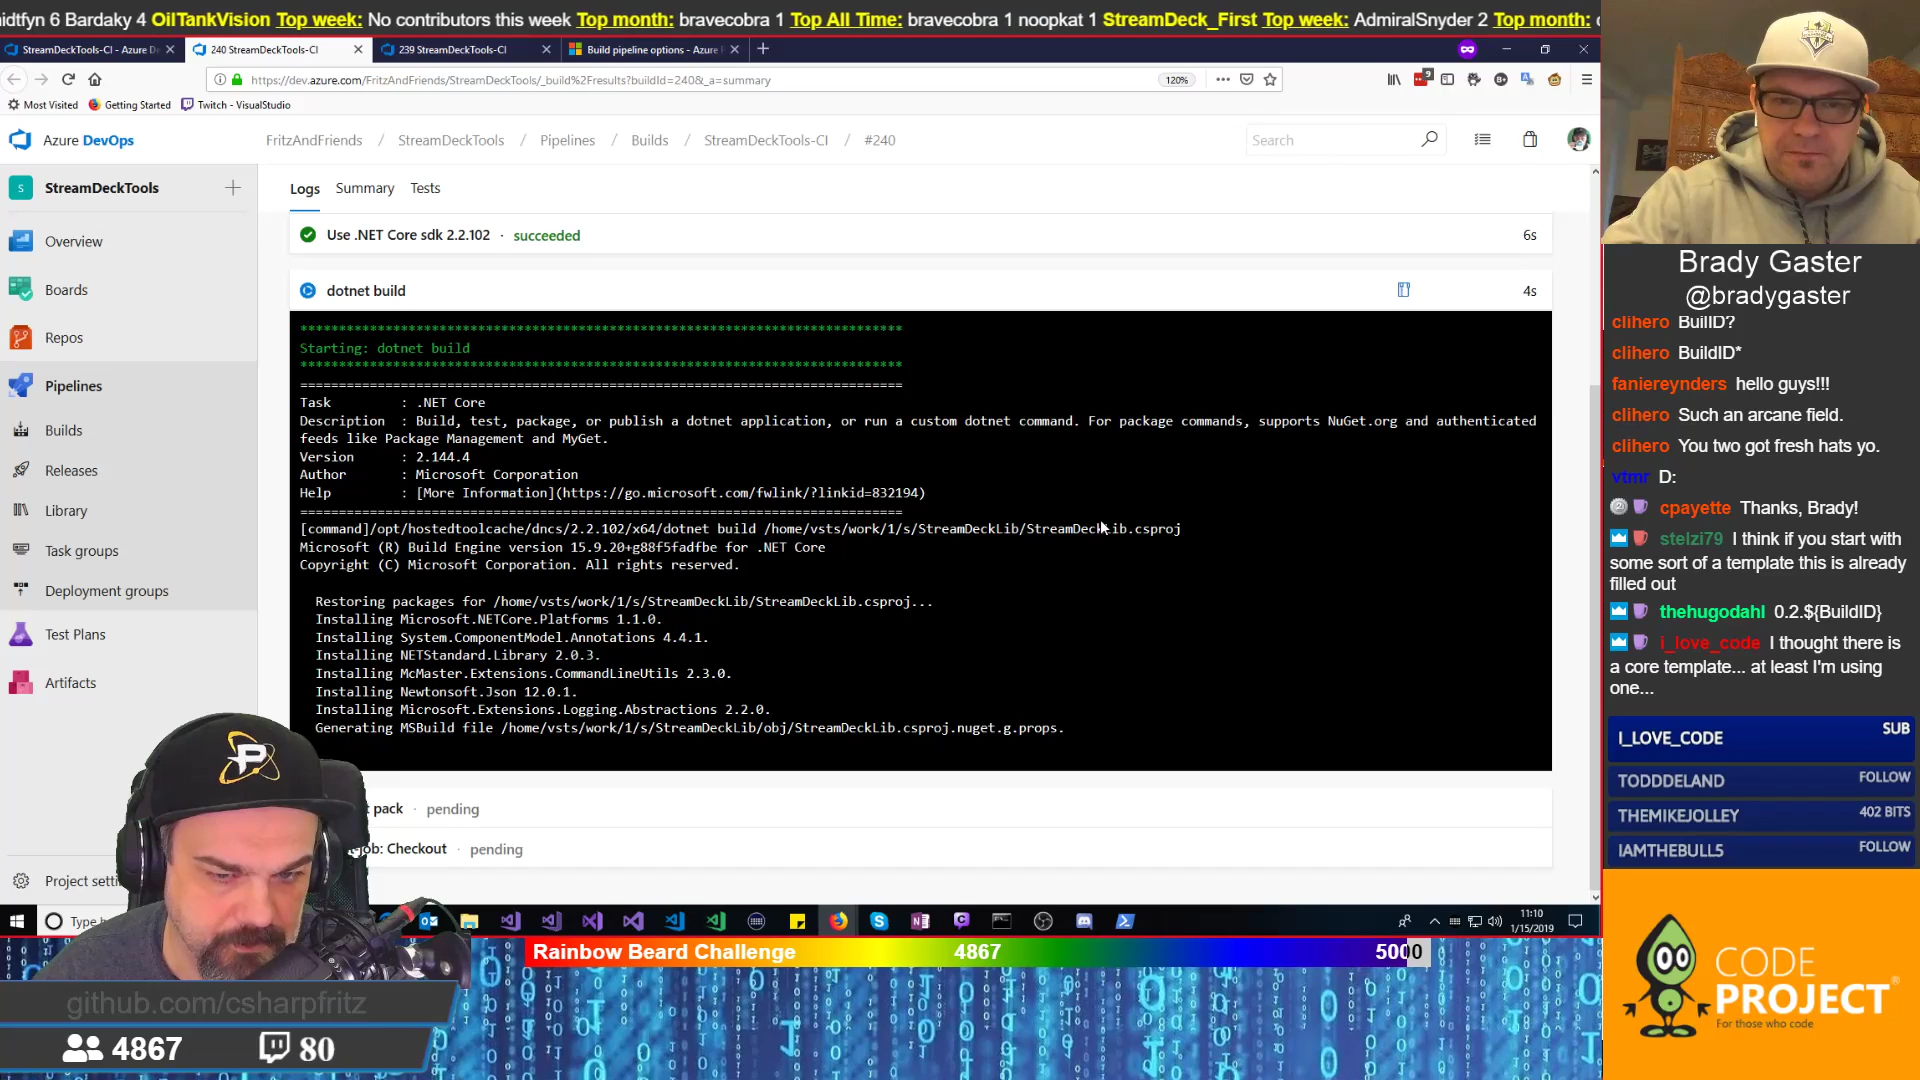 idtfyn 6 Bardaky 4 OilTankVision Top week: No contributors this week Top month: bravecobra 1 Top All Time: bravecobra 1 noopkat 1 StreamDeck_First Top week: AdmiralSnyder 2 Top month:
StreamDeckTools-CI - Azure De
240 StreamDeckTools-CI
239 StreamDeckTools-CI
Build pipeline options - Azure
https://dev.azure.com/FritzAndFriends/StreamDeckTools/_build%2Fresults?buildId=240&_a=summary
120%
Most Visited
Getting Started
Twitch - VisualStudio
Azure DevOps
FritzAndFriends / StreamDeckTools / Pipelines / Builds / StreamDeckTools-CI / #240
Search
S StreamDeckTools
Overview
Boards
Repos
Pipelines
Builds
Releases
Library
Task groups
Deployment groups
Test Plans
Artifacts
Project setti
Logs Summary Tests
Use .NET Core sdk 2.2.102 · succeeded 6s
dotnet build 4s
******************************************************************************
Starting: dotnet build
******************************************************************************
==============================================================================
Task : .NET Core
Description : Build, test, package, or publish a dotnet application, or run a custom dotnet command. For package commands, supports NuGet.org and authenticated
feeds like Package Management and MyGet.
Version : 2.144.4
Author : Microsoft Corporation
Help : [More Information](https://go.microsoft.com/fwlink/?linkid=832194)
==============================================================================
[command]/opt/hostedtoolcache/dncs/2.2.102/x64/dotnet build /home/vsts/work/1/s/StreamDeckLib/StreamDeckLib.csproj
Microsoft (R) Build Engine version 15.9.20+g88f5fadfbe for .NET Core
Copyright (C) Microsoft Corporation. All rights reserved.
Restoring packages for /home/vsts/work/1/s/StreamDeckLib/StreamDeckLib.csproj...
Installing Microsoft.NETCore.Platforms 1.1.0.
Installing System.ComponentModel.Annotations 4.4.1.
Installing NETStandard.Library 2.0.3.
Installing McMaster.Extensions.CommandLineUtils 2.3.0.
Installing Newtonsoft.Json 12.0.1.
Installing Microsoft.Extensions.Logging.Abstractions 2.2.0.
Generating MSBuild file /home/vsts/work/1/s/StreamDeckLib/obj/StreamDeckLib.csproj.nuget.g.props.
pack · pending
job: Checkout · pending
Type h
11:10
1/15/2019
Brady Gaster
@bradygaster
clihero BuilD?
clihero BuildID*
faniereynders hello guys!!!
clihero Such an arcane field.
clihero You two got fresh hats yo.
vtmr D:
cpayette Thanks, Brady!
stelzi79 I think if you start with
some sort of a template this is already
filled out
thehugodahl 0.2.${BuildID}
i_love_code I thought there is
a core template... at least I'm using
one...
I_LOVE_CODE SUB
TODDDELAND FOLLOW
THEMIKEJOLLEY 402 BITS
IAMTHEBULL5 FOLLOW
Rainbow Beard Challenge 4867 5000
github.com/csharpfritz
4867 80
CODE
PROJECT
For those who code